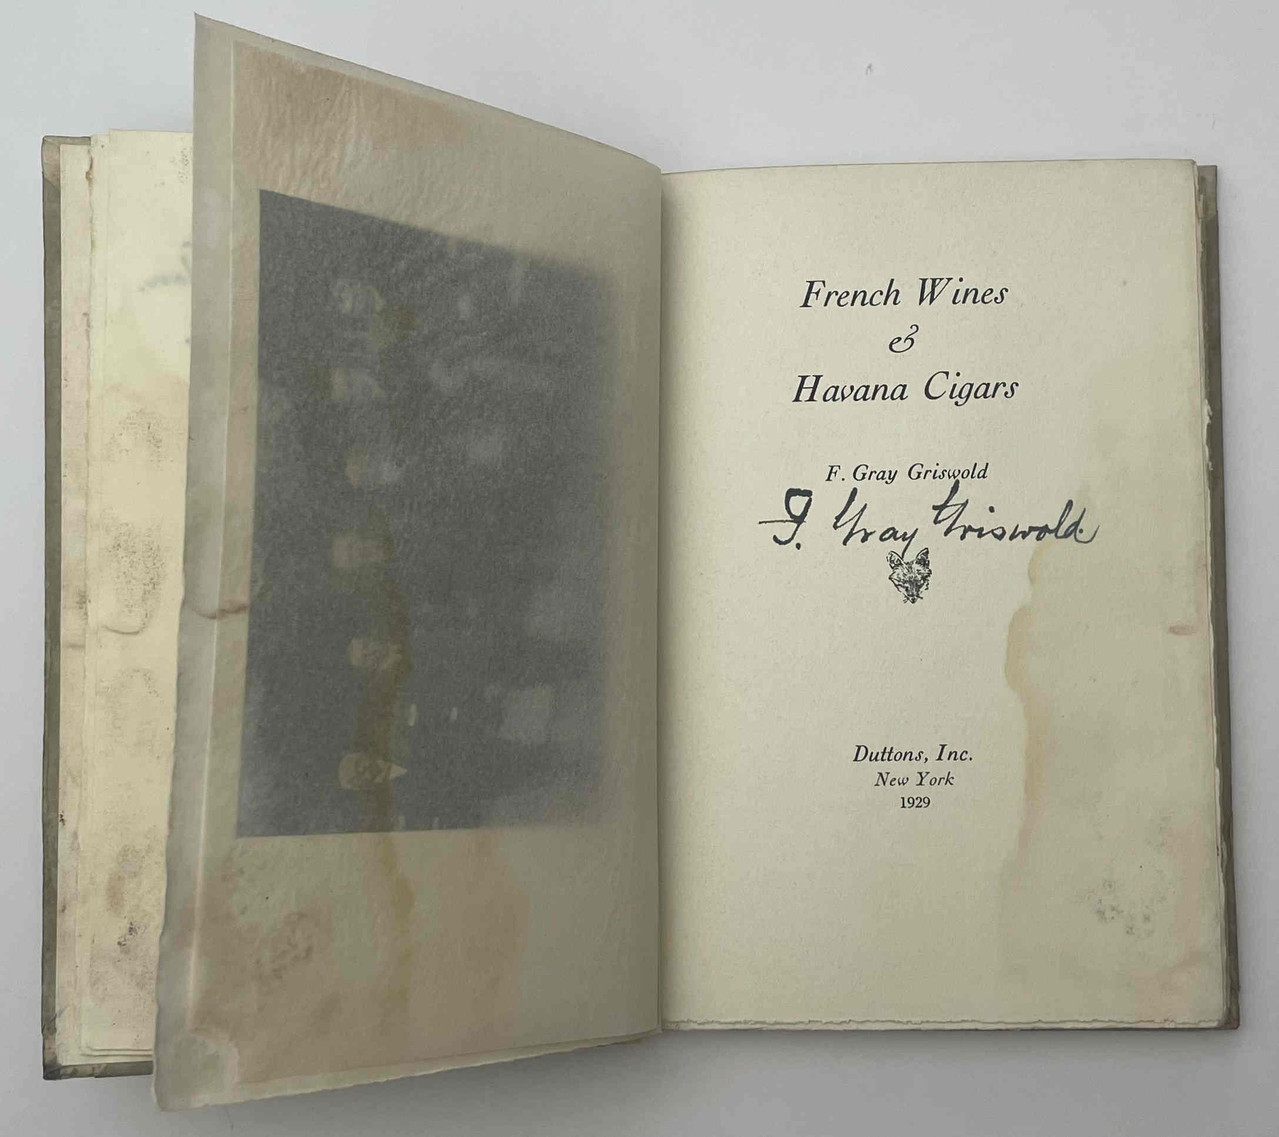 French Wines
&
Havana Cigars
F. Gray Griswold
F. Gray Griswold.
Duttons, Inc.
New York
1929